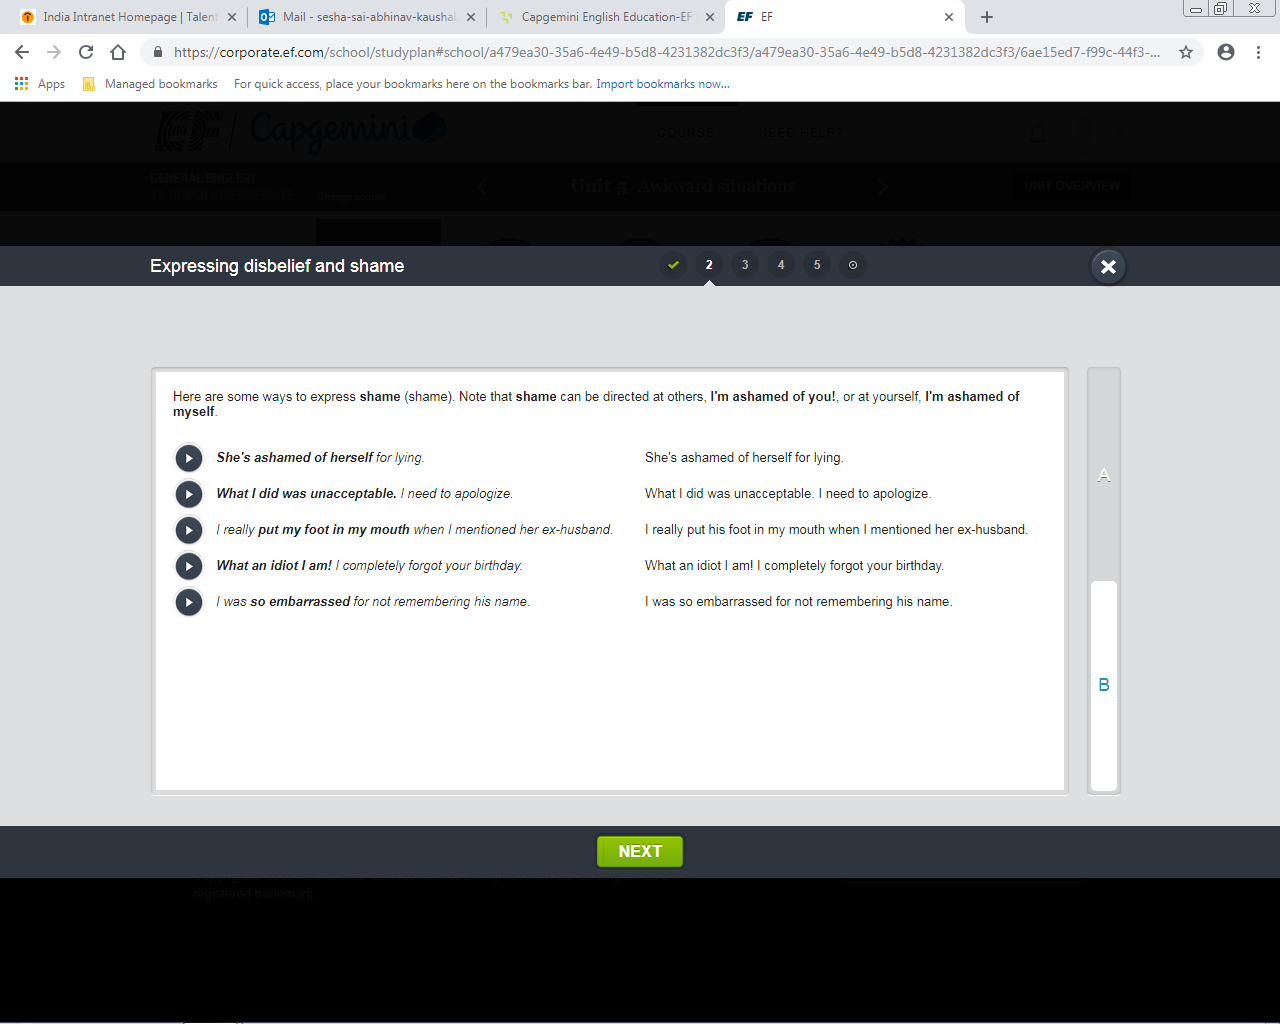 India Intranet Homepage | Talent
Mail - sesha-sai-abhinav-kaushal
Capgemini English Education-EF
EF EF
https://corporate.ef.com/school/studyplan#school/a479ea30-35a6-4e49-b5d8-4231382dc3f3/a479ea30-35a6-4e49-b5d8-4231382dc3f3/6ae15ed7-f99c-44f3-...
Apps Managed bookmarks For quick access, place your bookmarks here on the bookmarks bar. Import bookmarks now...
EF | Capgemini
COURSE NEED HELP?
GENERAL ENGLISH
Unit 5 Awkward situations
UNIT OVERVIEW
Change course
Expressing disbelief and shame
2 3 4 5
Here are some ways to express shame (shame). Note that shame can be directed at others, I'm ashamed of you!, or at yourself, I'm ashamed of
myself.
She's ashamed of herself for lying. She's ashamed of herself for lying.
What I did was unacceptable. I need to apologize. What I did was unacceptable. I need to apologize.
I really put my foot in my mouth when I mentioned her ex-husband. I really put his foot in my mouth when I mentioned her ex-husband.
What an idiot I am! I completely forgot your birthday. What an idiot I am! I completely forgot your birthday.
I was so embarrassed for not remembering his name. I was so embarrassed for not remembering his name.
A
B
NEXT
registered trademark